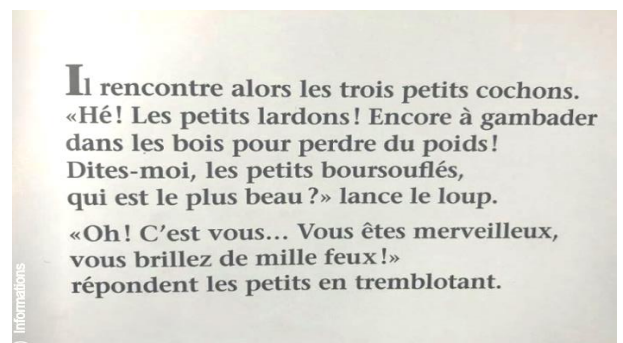 Il rencontre alors les trois petits cochons.
«Hé! Les petits lardons! Encore à gambader
dans les bois pour perdre du poids!
Dites-moi, les petits boursouflés,
qui est le plus beau?» lance le loup.
«Oh! C'est vous... Vous êtes merveilleux,
vous brillez de mille feux!»
répondent les petits en tremblotant.
Informations